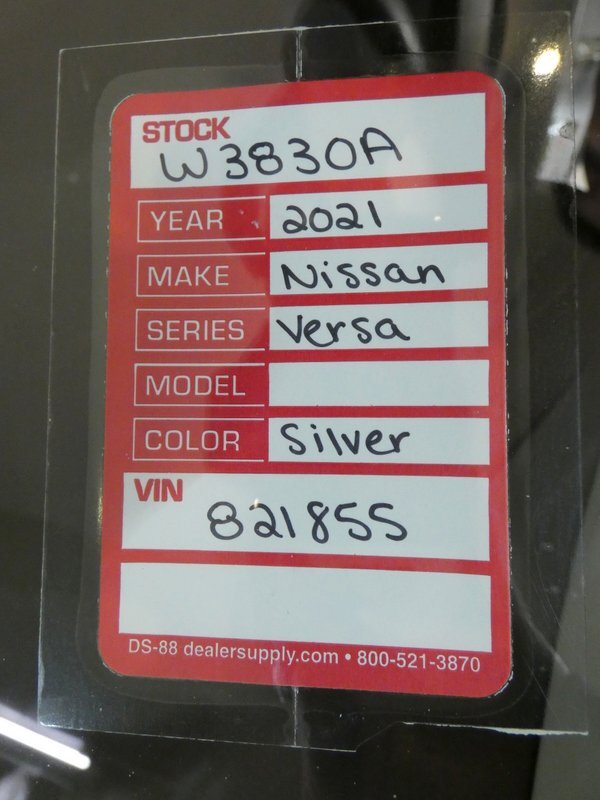 STOCK
W3830A
YEAR 2021
MAKE Nissan
SERIES Versa
MODEL
COLOR Silver
VIN
821855
DS-88 dealersupply.com • 800-521-3870